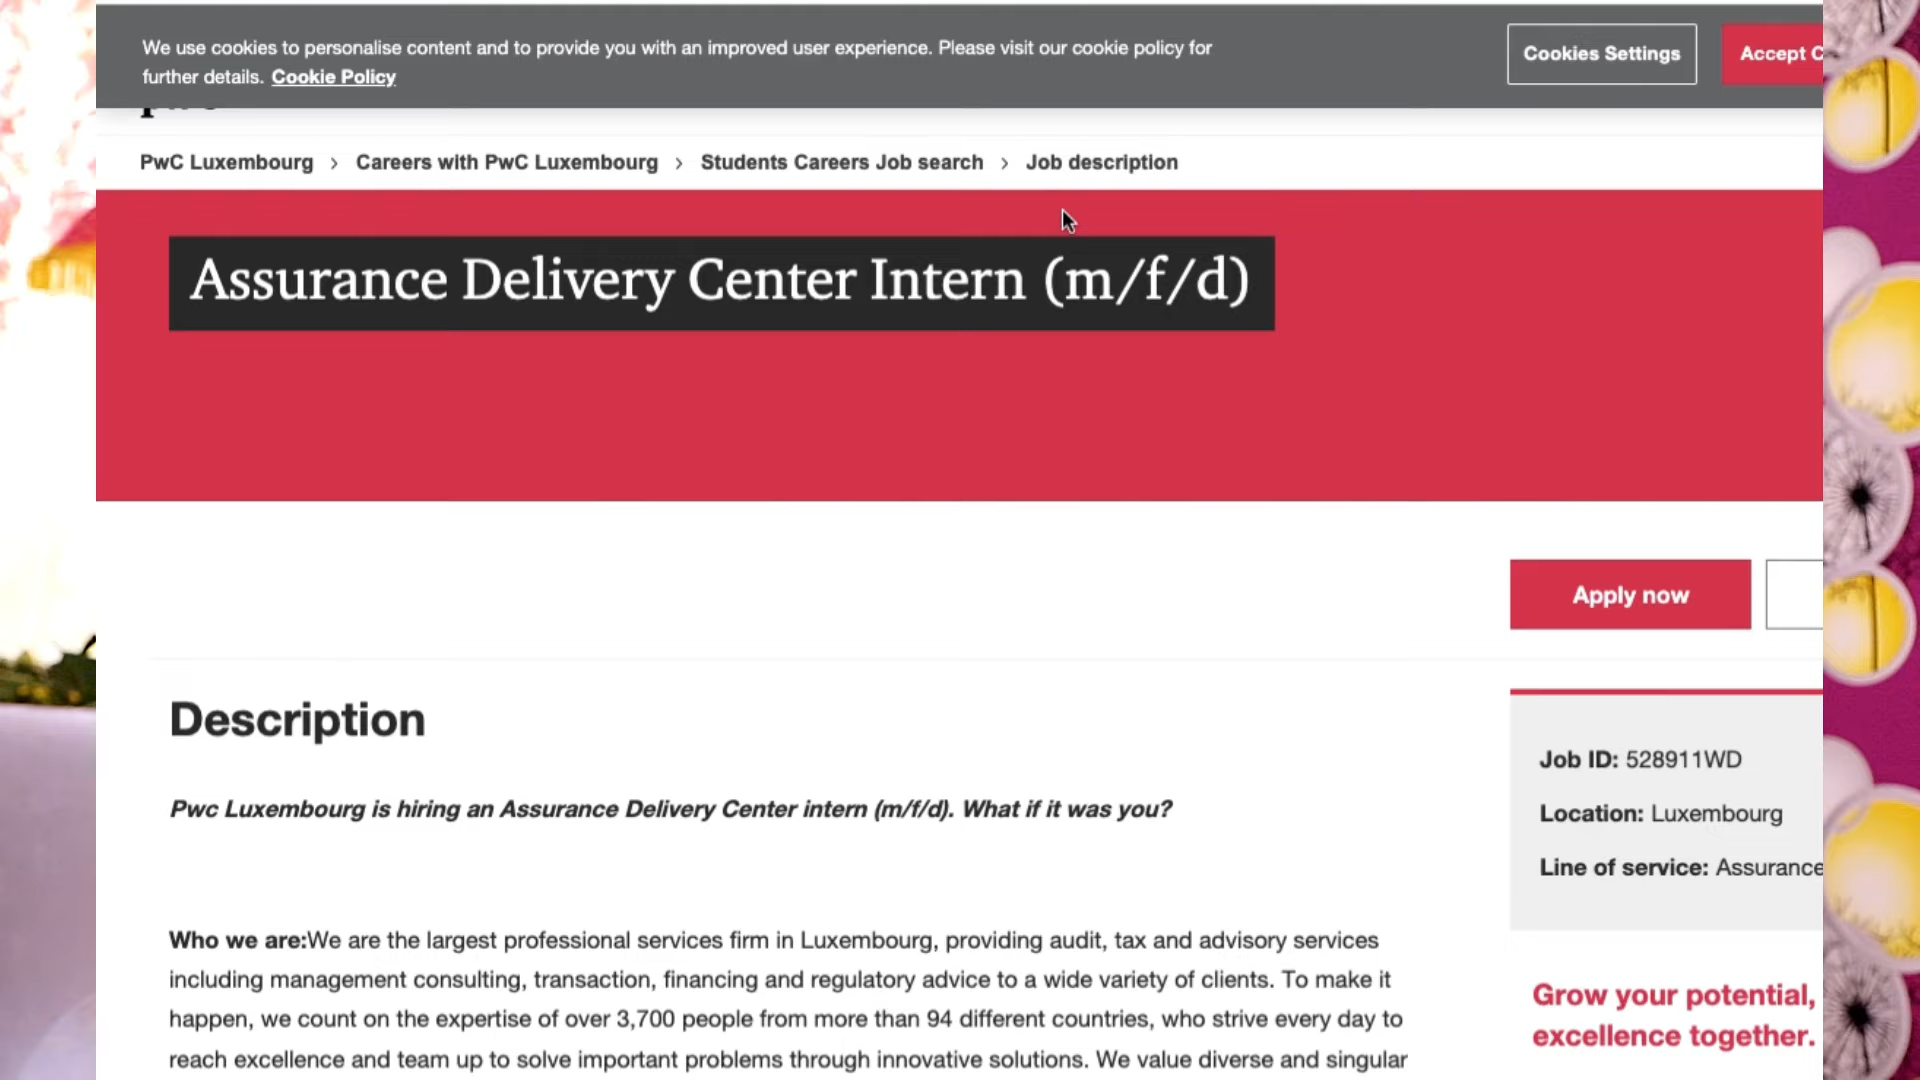 We use cookies to personalise content and to provide you with an improved user experience. Please visit our cookie policy for
further details. Cookie Policy
Cookies Settings
Accept C
PwC Luxembourg > Careers with PwC Luxembourg > Students Careers Job search > Job description
Assurance Delivery Center Intern (m/f/d)
Apply now
Description
Pwc Luxembourg is hiring an Assurance Delivery Center intern (m/f/d). What if it was you?
Who we are:We are the largest professional services firm in Luxembourg, providing audit, tax and advisory services
including management consulting, transaction, financing and regulatory advice to a wide variety of clients. To make it
happen, we count on the expertise of over 3,700 people from more than 94 different countries, who strive every day to
reach excellence and team up to solve important problems through innovative solutions. We value diverse and singular
Job ID: 528911WD
Location: Luxembourg
Line of service: Assurance
Grow your potential,
excellence together.